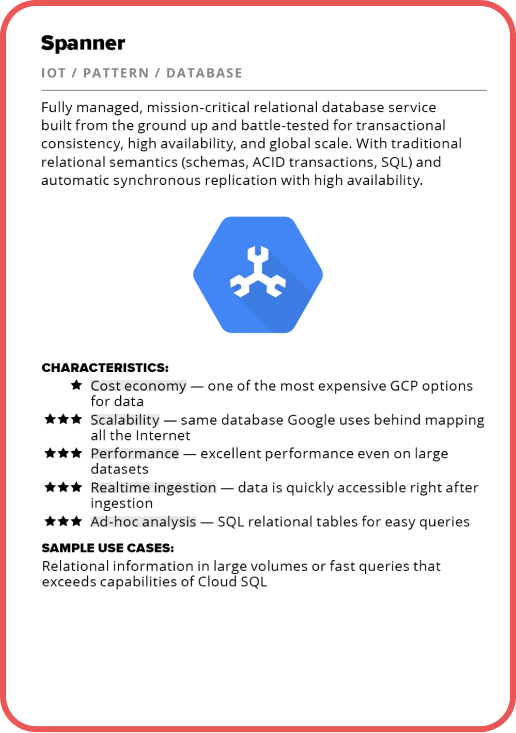 Spanner
IOT / PATTERN / DATABASE
Fully managed, mission-critical relational database service
built from the ground up and battle-tested for transactional
consistency, high availability, and global scale. With traditional
relational semantics (schemas, ACID transactions, SQL) and
automatic synchronous replication with high availability.
CHARACTERISTICS:
★ Cost economy — one of the most expensive GCP options
for data
★★★ Scalability — same database Google uses behind mapping
all the Internet
★★★ Performance — excellent performance even on large
datasets
★★★ Realtime ingestion — data is quickly accessible right after
ingestion
★★★ Ad-hoc analysis — SQL relational tables for easy queries
SAMPLE USE CASES:
Relational information in large volumes or fast queries that
exceeds capabilities of Cloud SQL